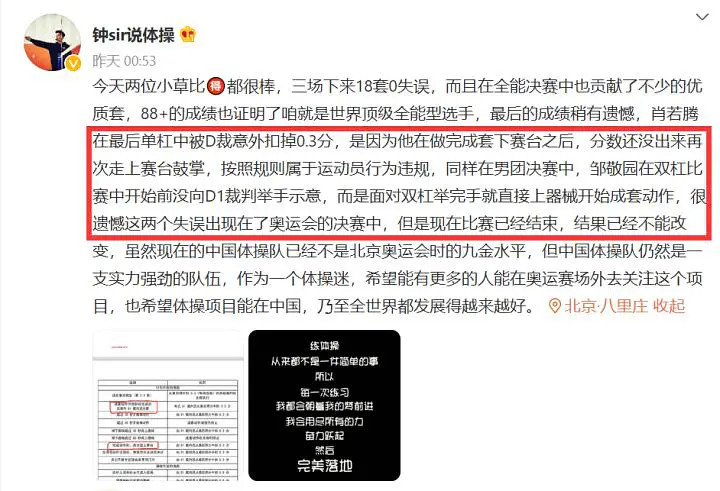 钟sir说体操
昨天 00:53
今天两位小草比得都很棒，三场下来18套0失误，而且在全能决赛中也贡献了不少的优
质套，88+的成绩也证明了咱就是世界顶级全能型选手，最后的成绩稍有遗憾，肖若腾
在最后单杠中被D裁意外扣掉0.3分，是因为他在做完成套下赛台之后，分数还没出来再
次走上赛台鼓掌，按照规则属于运动员行为违规，同样在男团决赛中，邹敬园在双杠比
赛中开始前没向D1裁判举手示意，而是面对双杠举完手就直接上器械开始成套动作，很
遗憾这两个失误出现在了奥运会的决赛中，但是现在比赛已经结束，结果已经不能改
变，虽然现在的中国体操队已经不是北京奥运会时的九金水平，但中国体操队仍然是一
支实力强劲的队伍，作为一个体操迷，希望能有更多的人能在奥运赛场外去关注这个项
目，也希望体操项目能在中国，乃至全世界都发展得越来越好。 北京·八里庄 收起
练体操
从来都不是一件简单的事
所以
每一次练习
我都会朝着我的梦前进
我会用尽所有的力
奋力跃起
然后
完美落地